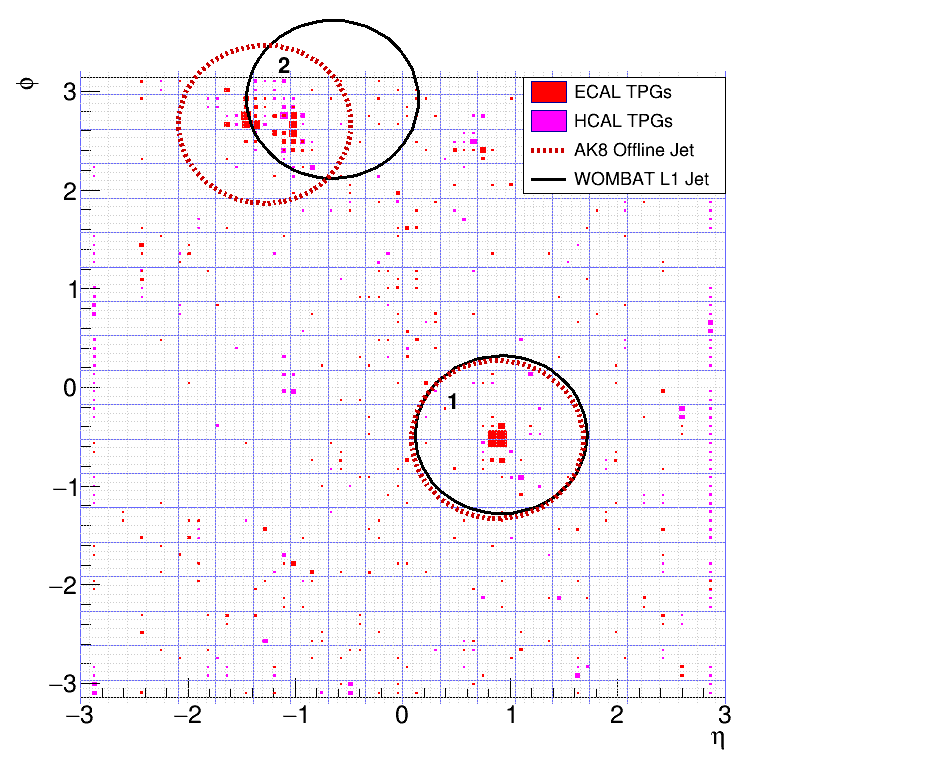 2
ϕ
3
ECAL TPGs
HCAL TPGs
AK8 Offline Jet
WOMBAT L1 Jet
2
1
0
1
−1
−2
−3
−3 −2 −1 0 1 2 3
η